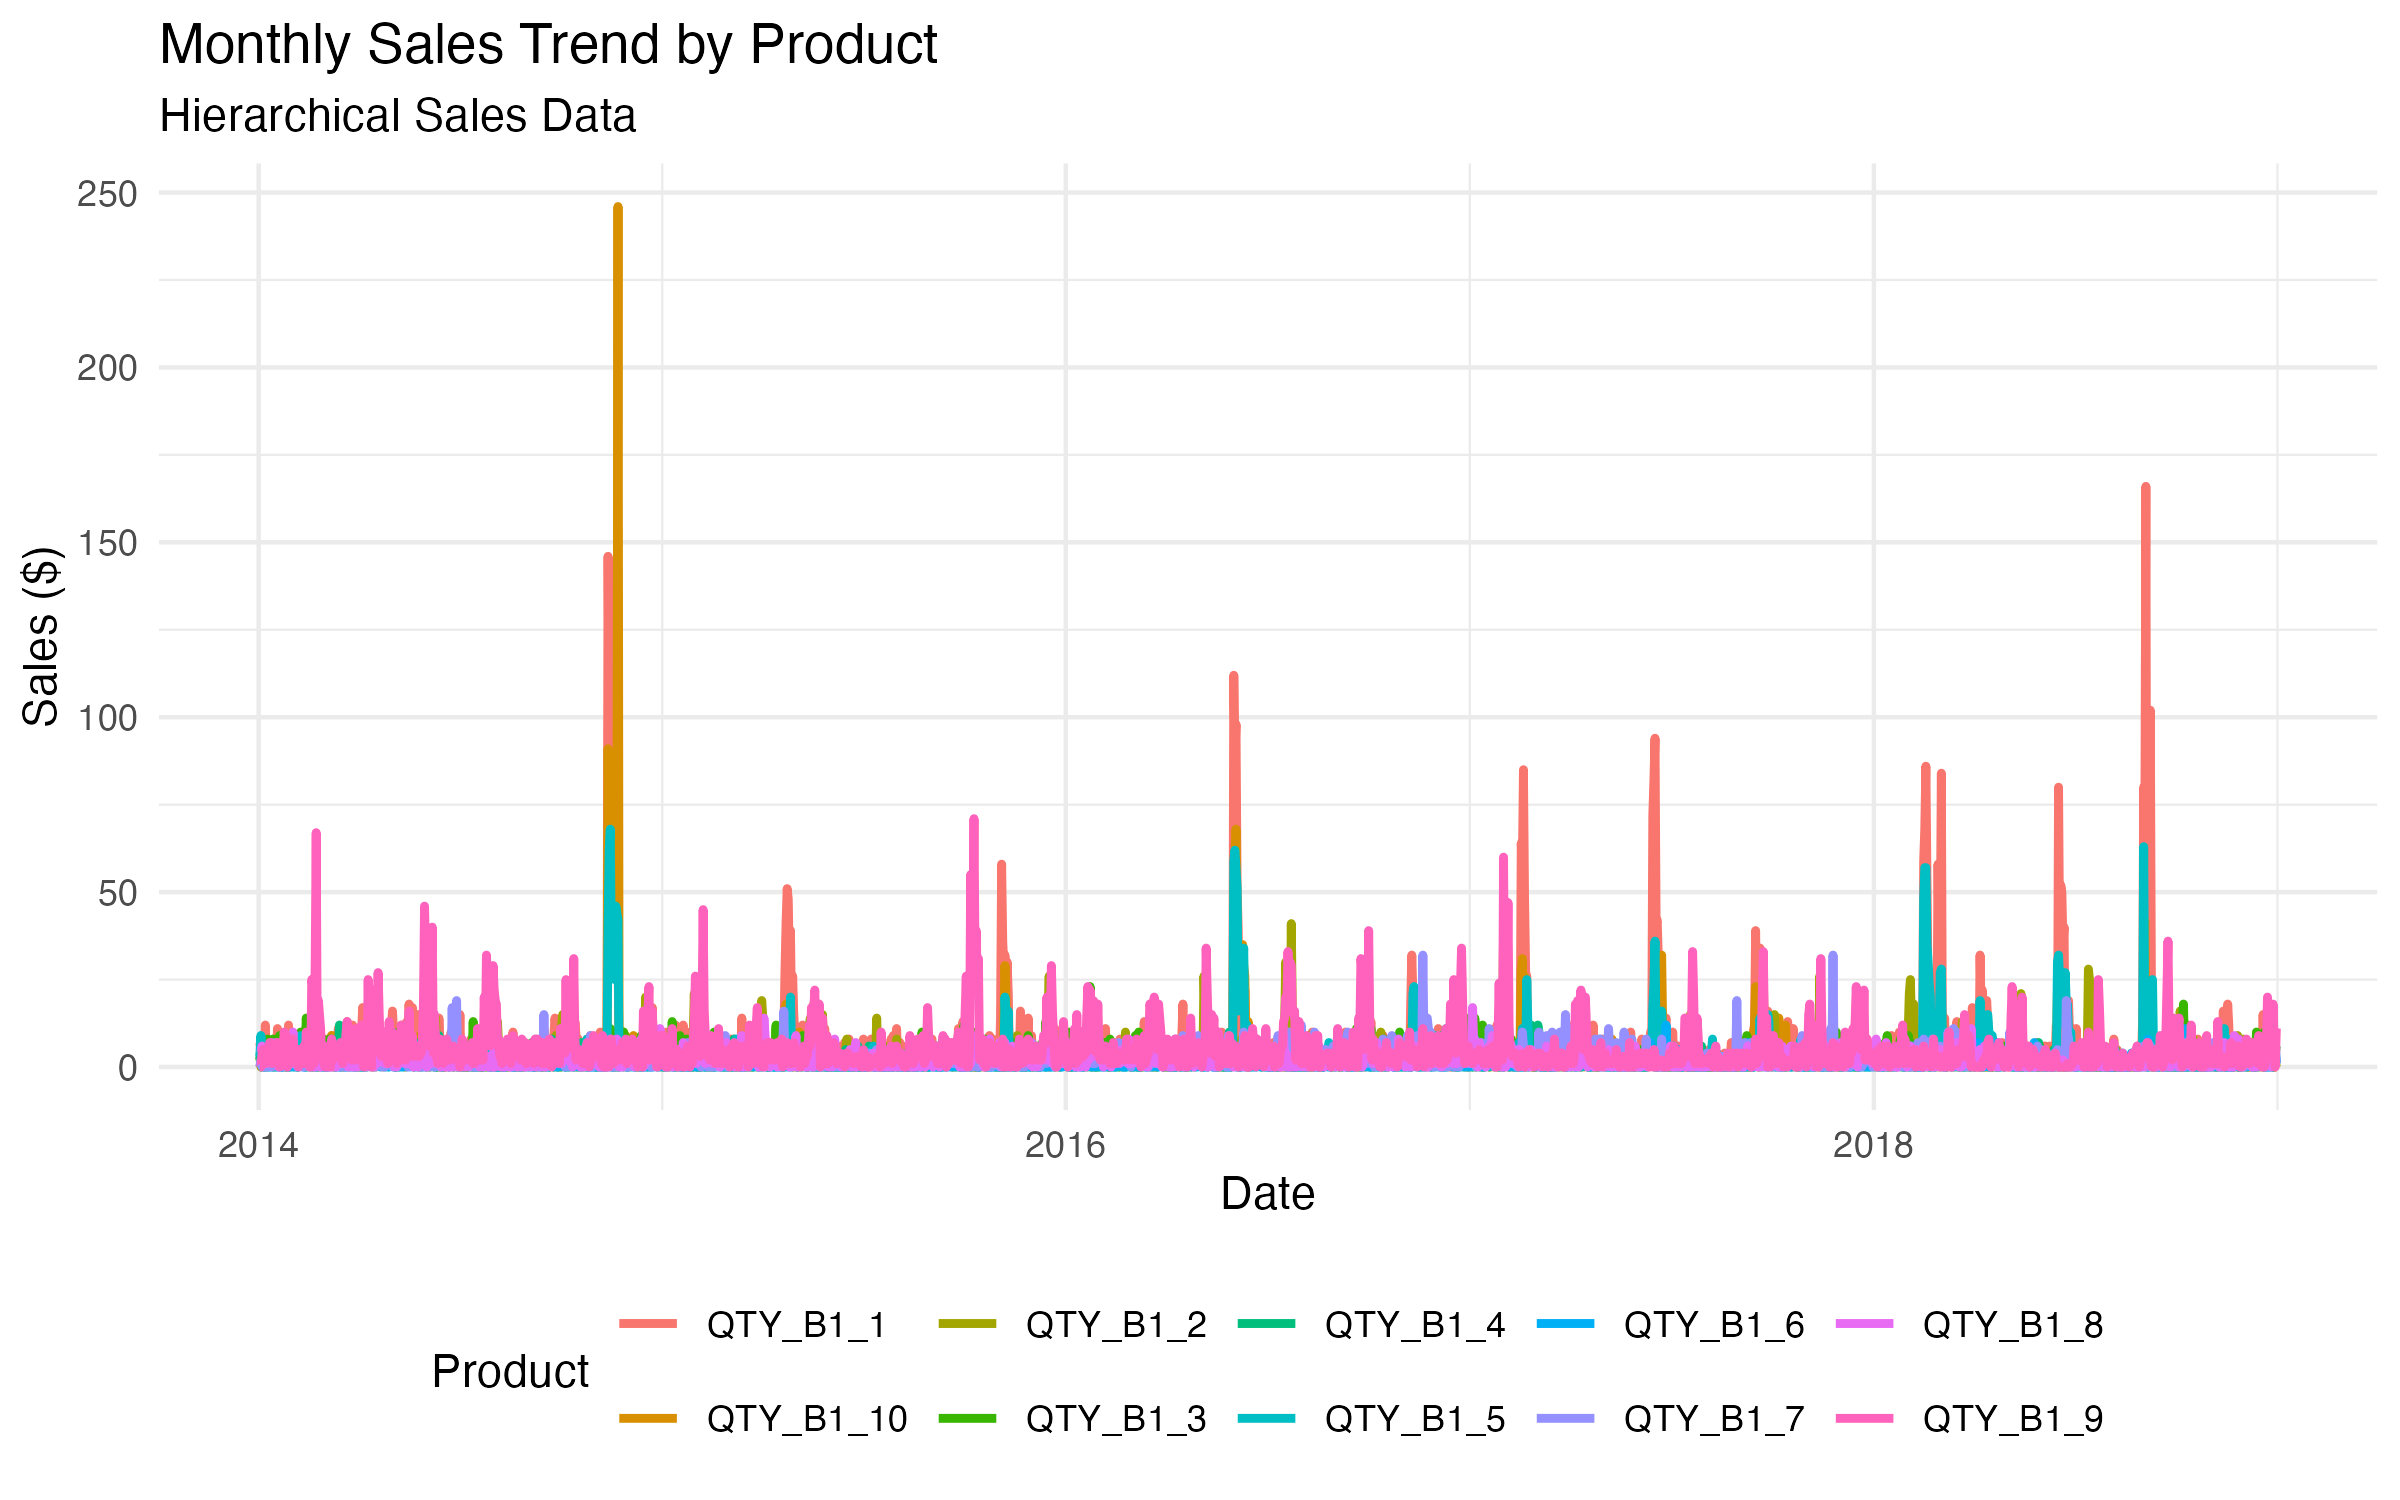 Monthly Sales Trend by Product
Hierarchical Sales Data
250
200
150
100
50
0
Sales ($)
2014 2016 2018
Date
Product
QTY_B1_1 QTY_B1_2 QTY_B1_4 QTY_B1_6 QTY_B1_8
QTY_B1_10 QTY_B1_3 QTY_B1_5 QTY_B1_7 QTY_B1_9